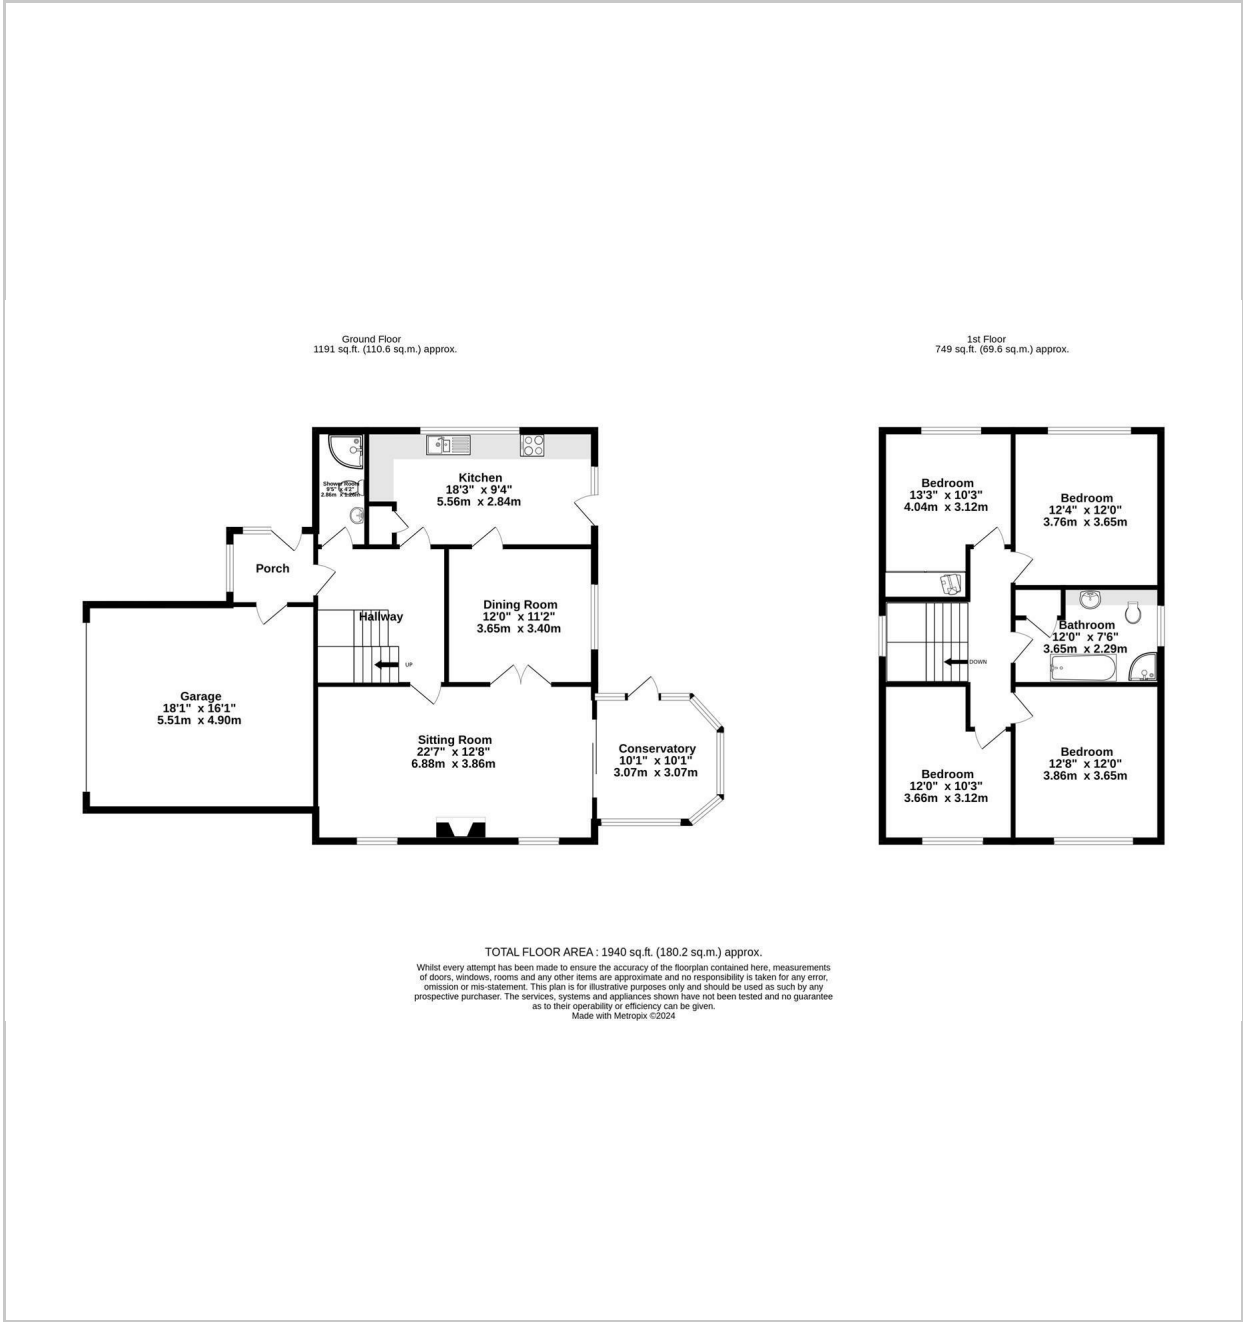 Ground Floor
1191 sq.ft. (110.6 sq.m.) approx.
1st Floor
749 sq.ft. (69.6 sq.m.) approx.
Shower Room
9'5" x 4'2"
2.86m x 1.26m
Kitchen
18'3" x 9'4"
5.56m x 2.84m
Porch
Hallway
UP
Dining Room
12'0" x 11'2"
3.65m x 3.40m
Garage
18'1" x 16'1"
5.51m x 4.90m
Sitting Room
22'7" x 12'8"
6.88m x 3.86m
Conservatory
10'1" x 10'1"
3.07m x 3.07m
Bedroom
13'3" x 10'3"
4.04m x 3.12m
Bedroom
12'4" x 12'0"
3.76m x 3.65m
Bathroom
12'0" x 7'6"
3.65m x 2.29m
DOWN
Bedroom
12'0" x 10'3"
3.66m x 3.12m
Bedroom
12'8" x 12'0"
3.86m x 3.65m
TOTAL FLOOR AREA : 1940 sq.ft. (180.2 sq.m.) approx.
Whilst every attempt has been made to ensure the accuracy of the floorplan contained here, measurements
of doors, windows, rooms and any other items are approximate and no responsibility is taken for any error,
omission or mis-statement. This plan is for illustrative purposes only and should be used as such by any
prospective purchaser. The services, systems and appliances shown have not been tested and no guarantee
as to their operability or efficiency can be given.
Made with Metropix ©2024